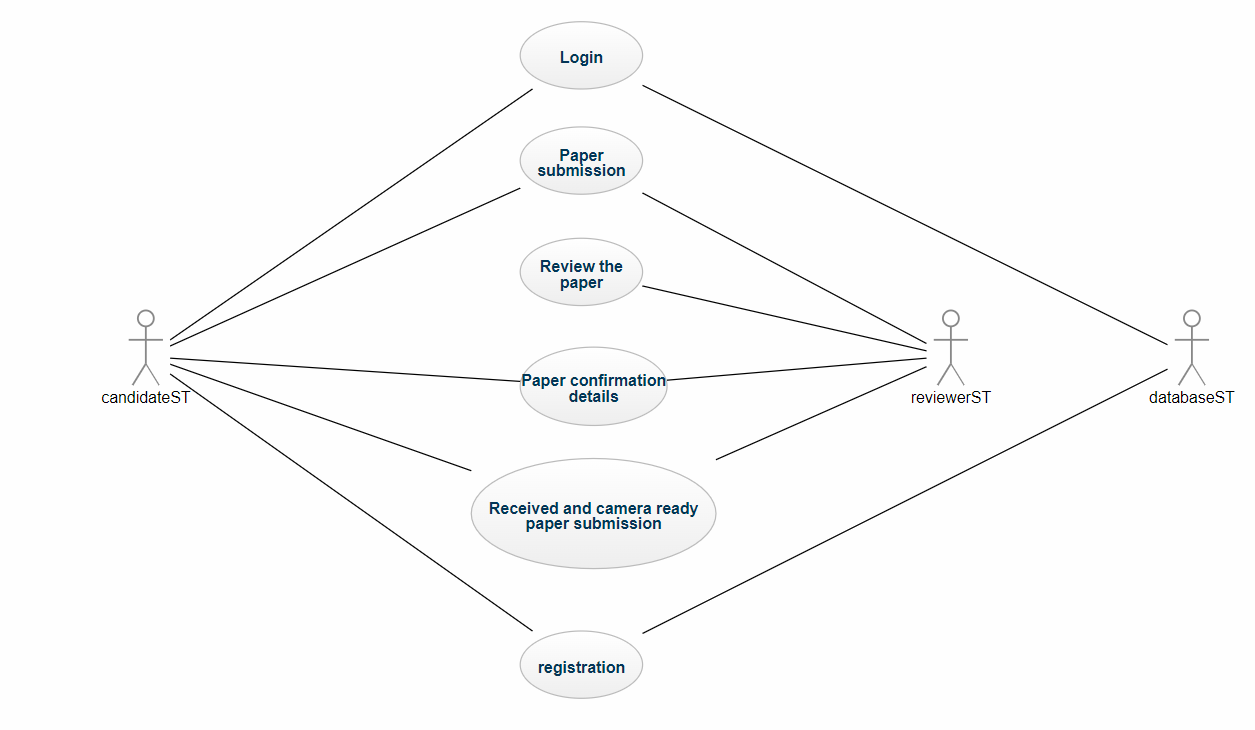 Login
Paper
submission
Review the
paper
candidateST
Paper confirmation
details
reviewerST
databaseST
Received and camera ready
paper submission
registration